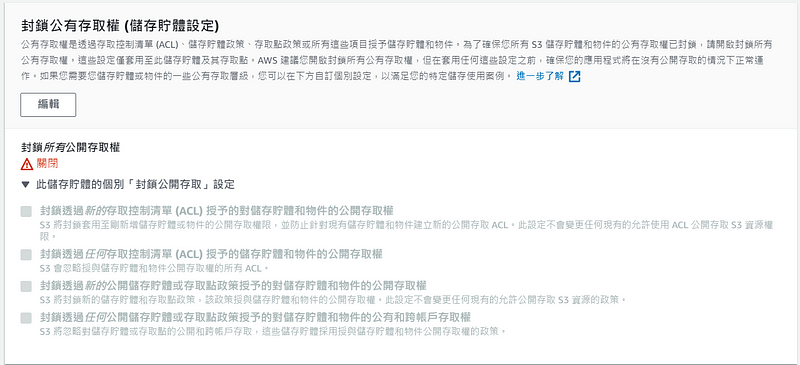 封鎖公有存取權 (儲存貯體設定)
公有存取權是透過存取控制清單 (ACL)、儲存貯體政策、存取點政策或所有這些項目授予儲存貯體和物件。為了確保您所有 S3 儲存貯體和物件的公有存取權已封鎖，請開啟封鎖所有
公有存取權。這些設定僅套用至此儲存貯體及其存取點。AWS 建議您開啟封鎖所有公有存取權，但在套用任何這些設定之前，確保您的應用程式將在沒有公開存取的情況下正常運
作。如果您需要您儲存貯體或物件的一些公有存取層級，您可以在下方自訂個別設定，以滿足您的特定儲存使用案例。 進一步了解
編輯
封鎖所有公開存取權
關閉
此儲存貯體的個別「封鎖公開存取」設定
封鎖透過新的存取控制清單 (ACL) 授予的對儲存貯體和物件的公開存取權
S3 將封鎖套用至剛新增儲存貯體或物件的公開存取權限，並防止針對現有儲存貯體和物件建立新的公開存取 ACL。此設定不會變更任何現有的允許使用 ACL 公開存取 S3 資源權
限。
封鎖透過任何存取控制清單 (ACL) 授予的儲存貯體和物件的公開存取權
S3 會忽略授與儲存貯體和物件公開存取權的所有 ACL。
封鎖透過新的公開儲存貯體或存取點政策授予的對儲存貯體和物件的公開存取權
S3 將封鎖新的儲存貯體和存取點政策，該政策授與儲存貯體和物件的公開存取權。此設定不會變更任何現有的允許公開存取 S3 資源的政策。
封鎖透過任何公開儲存貯體或存取點政策授予的對儲存貯體和物件的公有和跨帳戶存取權
S3 將忽略對儲存貯體或存取點的公開和跨帳戶存取，這些儲存貯體採用授與儲存貯體和物件公開存取權的政策。